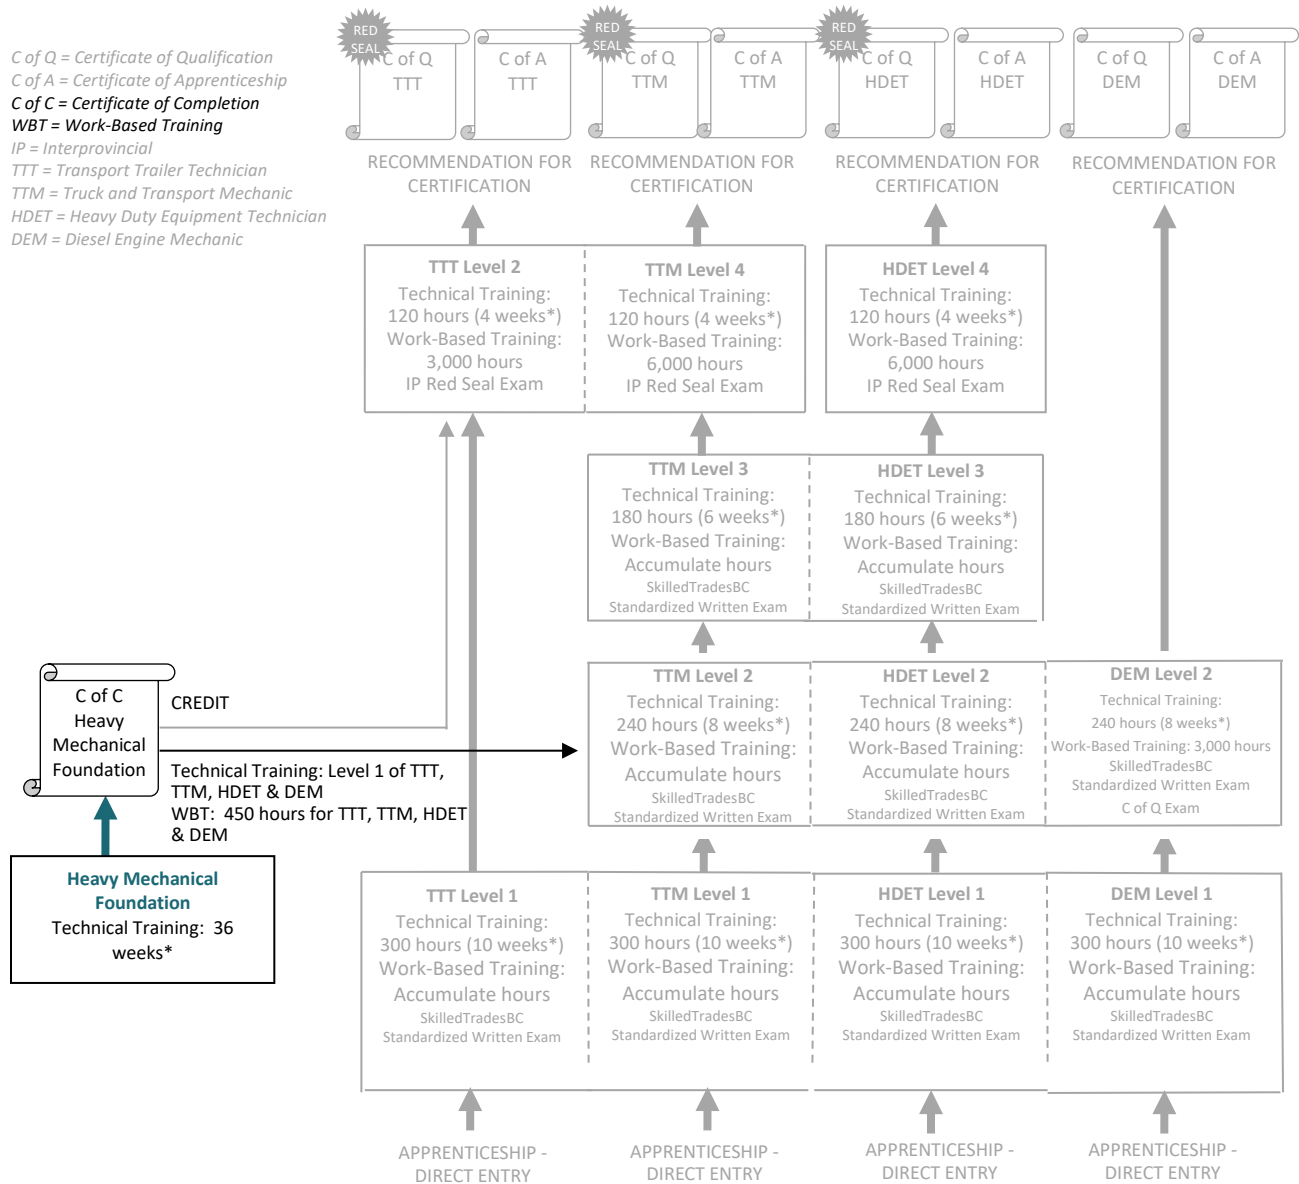 C of Q = Certificate of Qualification
C of A = Certificate of Apprenticeship
C of C = Certificate of Completion
WBT = Work-Based Training
IP = Interprovincial
TTT = Transport Trailer Technician
TTM = Truck and Transport Mechanic
HDET = Heavy Duty Equipment Technician
DEM = Diesel Engine Mechanic
RED
SEAL
C of Q
TTT
C of A
TTT
RED
SEAL
C of Q
TTM
C of A
TTM
RED
SEAL
C of Q
HDET
C of A
HDET
C of Q
DEM
C of A
DEM
RECOMMENDATION FOR
CERTIFICATION
RECOMMENDATION FOR
CERTIFICATION
RECOMMENDATION FOR
CERTIFICATION
RECOMMENDATION FOR
CERTIFICATION
TTT Level 2
Technical Training:
120 hours (4 weeks*)
Work-Based Training:
3,000 hours
IP Red Seal Exam
TTM Level 4
Technical Training:
120 hours (4 weeks*)
Work-Based Training:
6,000 hours
IP Red Seal Exam
HDET Level 4
Technical Training:
120 hours (4 weeks*)
Work-Based Training:
6,000 hours
IP Red Seal Exam
TTM Level 3
Technical Training:
180 hours (6 weeks*)
Work-Based Training:
Accumulate hours
SkilledTradesBC
Standardized Written Exam
HDET Level 3
Technical Training:
180 hours (6 weeks*)
Work-Based Training:
Accumulate hours
SkilledTradesBC
Standardized Written Exam
C of C
Heavy
Mechanical
Foundation
CREDIT
Technical Training: Level 1 of TTT,
TTM, HDET & DEM
WBT: 450 hours for TTT, TTM, HDET
& DEM
TTM Level 2
Technical Training:
240 hours (8 weeks*)
Work-Based Training:
Accumulate hours
SkilledTradesBC
Standardized Written Exam
HDET Level 2
Technical Training:
240 hours (8 weeks*)
Work-Based Training:
Accumulate hours
SkilledTradesBC
Standardized Written Exam
DEM Level 2
Technical Training:
240 hours (8 weeks*)
Work-Based Training: 3,000 hours
SkilledTradesBC
Standardized Written Exam
C of Q Exam
Heavy Mechanical
Foundation
Technical Training: 36
weeks*
TTT Level 1
Technical Training:
300 hours (10 weeks*)
Work-Based Training:
Accumulate hours
SkilledTradesBC
Standardized Written Exam
TTM Level 1
Technical Training:
300 hours (10 weeks*)
Work-Based Training:
Accumulate hours
SkilledTradesBC
Standardized Written Exam
HDET Level 1
Technical Training:
300 hours (10 weeks*)
Work-Based Training:
Accumulate hours
SkilledTradesBC
Standardized Written Exam
DEM Level 1
Technical Training:
300 hours (10 weeks*)
Work-Based Training:
Accumulate hours
SkilledTradesBC
Standardized Written Exam
APPRENTICESHIP -
DIRECT ENTRY
APPRENTICESHIP -
DIRECT ENTRY
APPRENTICESHIP -
DIRECT ENTRY
APPRENTICESHIP -
DIRECT ENTRY